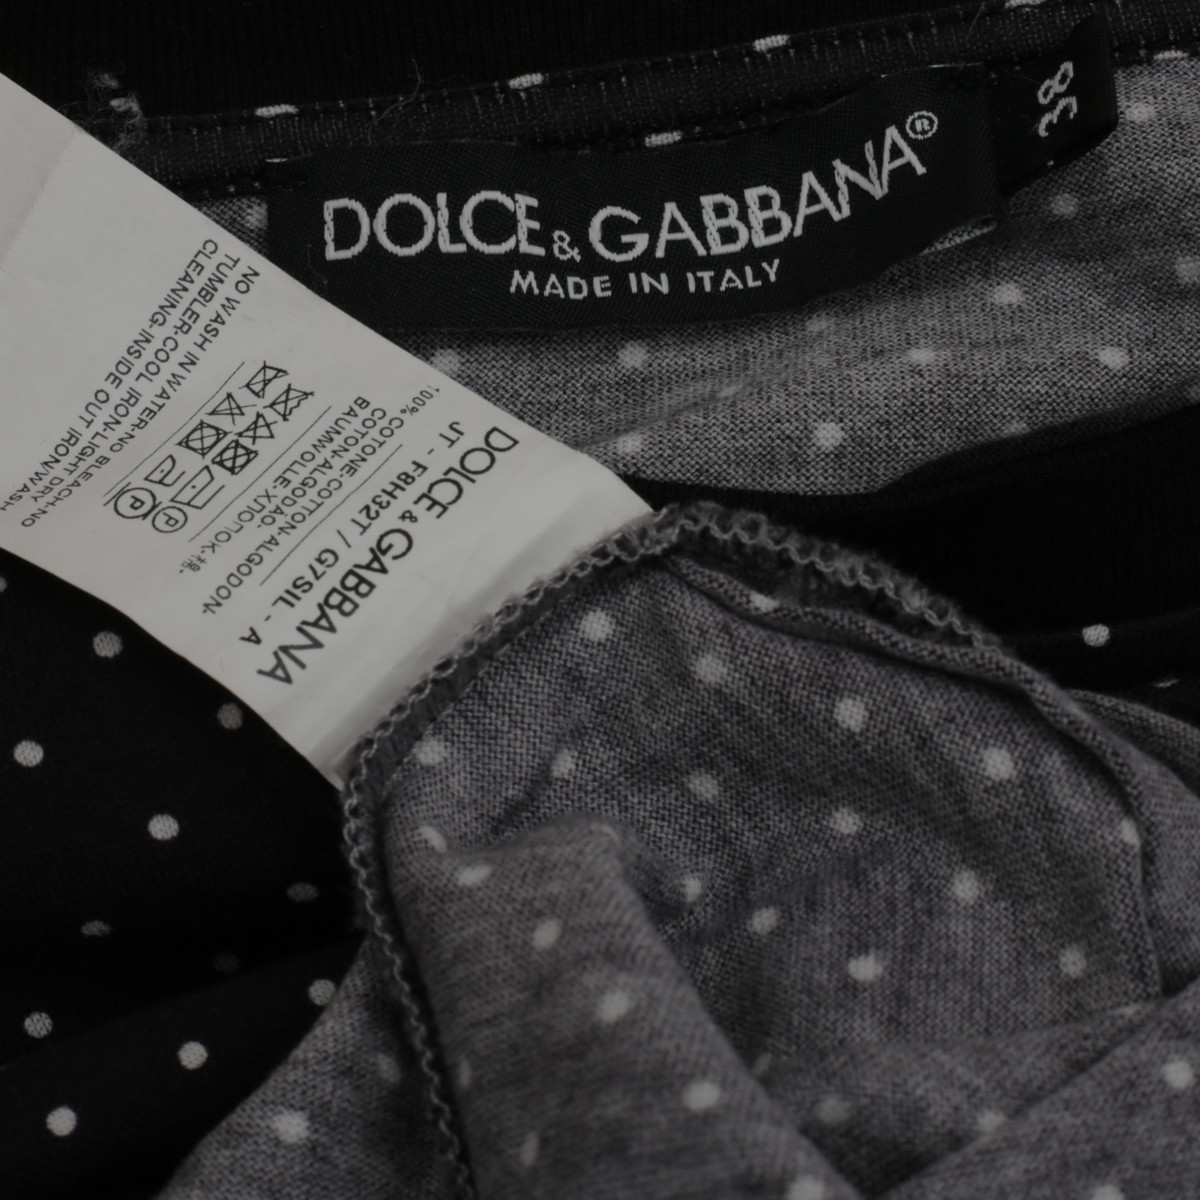 DOLCE & GABBANA®
MADE IN ITALY
38
DOLCE & GABBANA
JT - F8H32T / G7SIL - A
100% COTONE-COTTON-ALGODON-
COTON-ALGODAO-
BAUMWOLLE-ХЛОПОК-棉-
P
P
NO WASH IN WATER-NO BLEACH-NO
TUMBLER-COOL IRON-LIGHT DRY
CLEANING-INSIDE OUT IRON/WASH